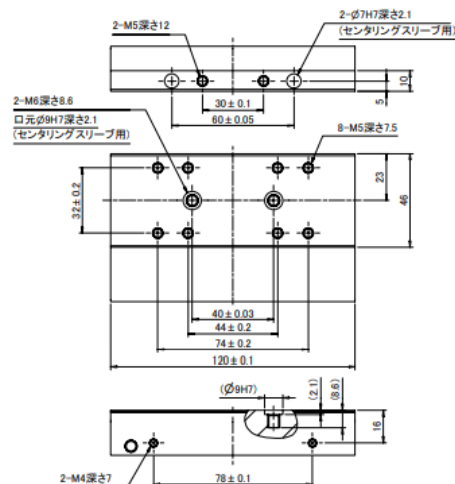 2-M5深さ12
2-Ø7H7深さ2.1
(センタリングスリーブ用)
30±0.1
60±0.05
10
5
2-M6深さ8.6
口元Ø9H7深さ2.1
(センタリングスリーブ用)
8-M5深さ7.5
32±0.2
23
46
40±0.03
44±0.2
74±0.2
120±0.1
(Ø9H7)
(2.1)
(8.6)
16
2-M4深さ7
78±0.1